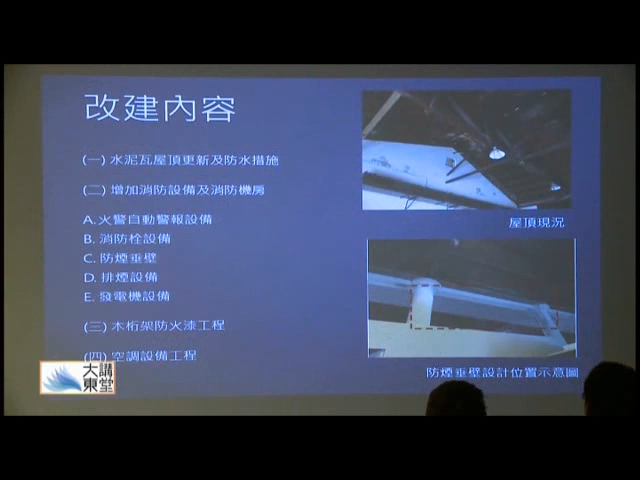 改建內容
(一) 水泥瓦屋頂更新及防水措施
(二) 增加消防設備及消防機房
A. 火警自動警報設備
B. 消防栓設備
C. 防煙垂壁
D. 排煙設備
E. 發電機設備
(三) 木桁架防火漆工程
(四) 空調設備工程
屋頂現況
防煙垂壁設計位置示意圖
大東
講堂